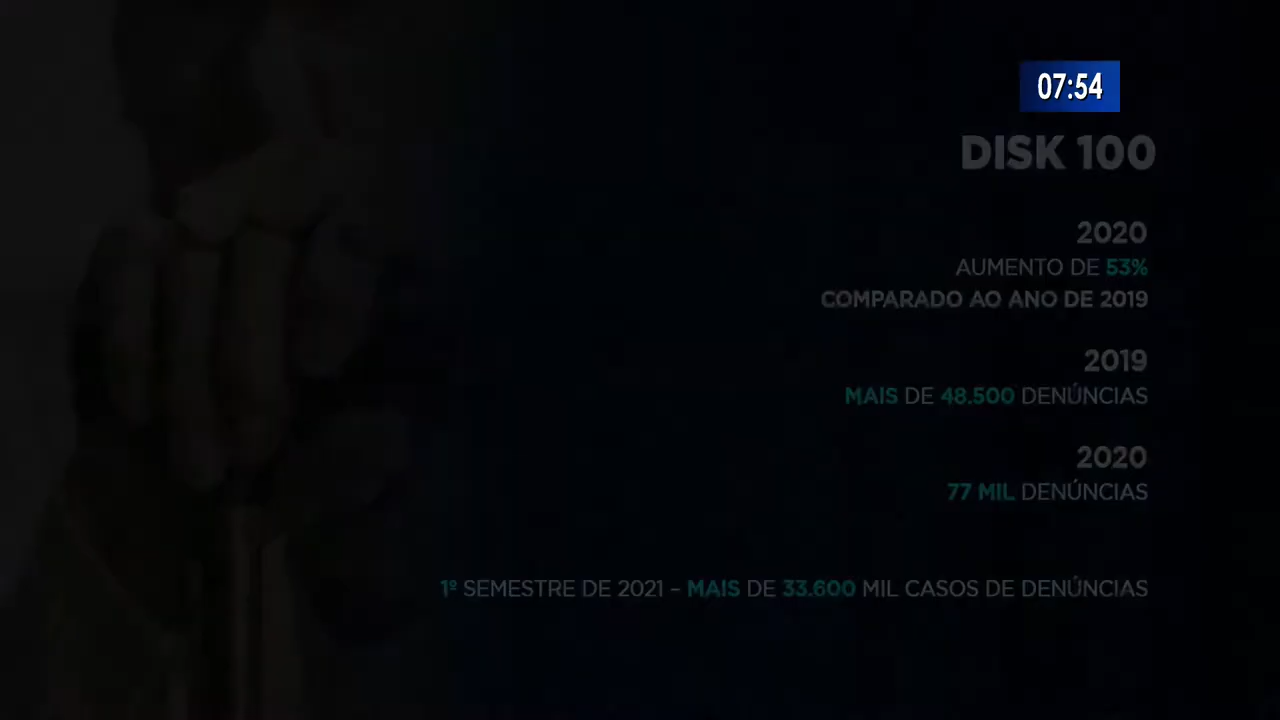 07:54
DISK 100
2020
AUMENTO DE 53%
COMPARADO AO ANO DE 2019
2019
MAIS DE 48.500 DENÚNCIAS
2020
77 MIL DENÚNCIAS
1º SEMESTRE DE 2021 – MAIS DE 33.600 MIL CASOS DE DENÚNCIAS